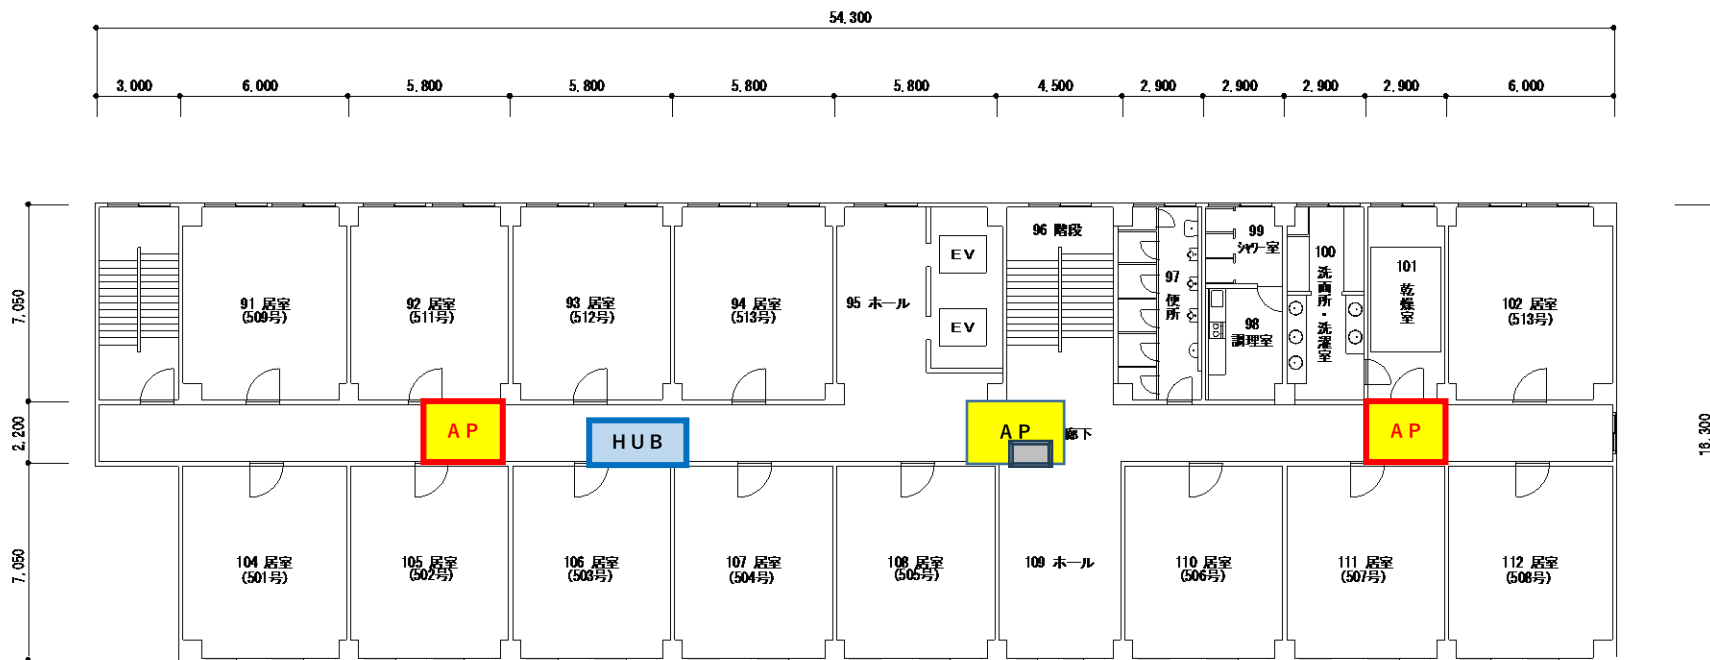 54,300
3,000 6,000 5,800 5,800 5,800 5,800 4,500 2,900 2,900 2,900 2,900 6,000
7,050
2,200
7,050
16,300
91 居室
(509号)
92 居室
(511号)
93 居室
(512号)
94 居室
(513号)
95 ホール
EV
EV
96 階段
97 便所
99
シャワー室
98
調理室
100 洗面所・洗濯室
101 乾燥室
102 居室
(513号)
AP
HUB
AP
廊下
AP
104 居室
(501号)
105 居室
(502号)
106 居室
(503号)
107 居室
(504号)
108 居室
(505号)
109 ホール
110 居室
(506号)
111 居室
(507号)
112 居室
(508号)